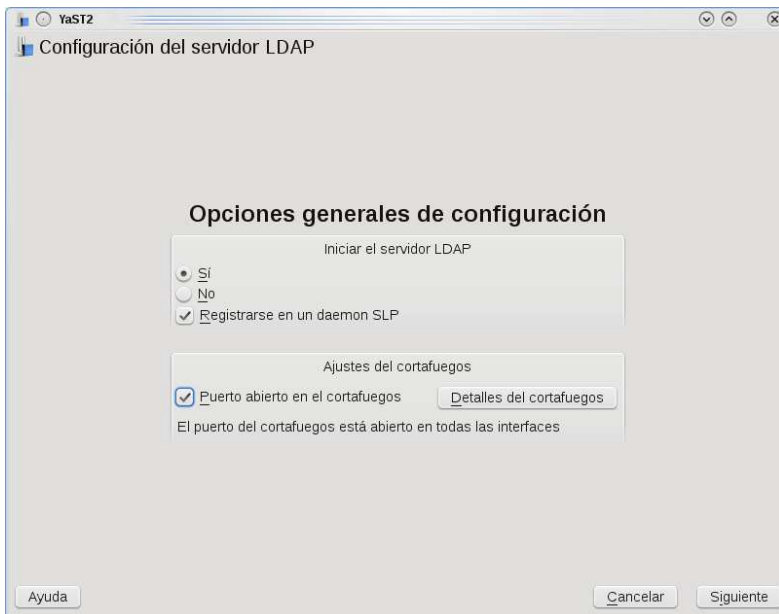 YaST2
Configuración del servidor LDAP
Opciones generales de configuración
Iniciar el servidor LDAP
Sí
No
Registrarse en un daemon SLP
Ajustes del cortafuegos
Puerto abierto en el cortafuegos
Detalles del cortafuegos
El puerto del cortafuegos está abierto en todas las interfaces
Ayuda
Cancelar
Siguiente